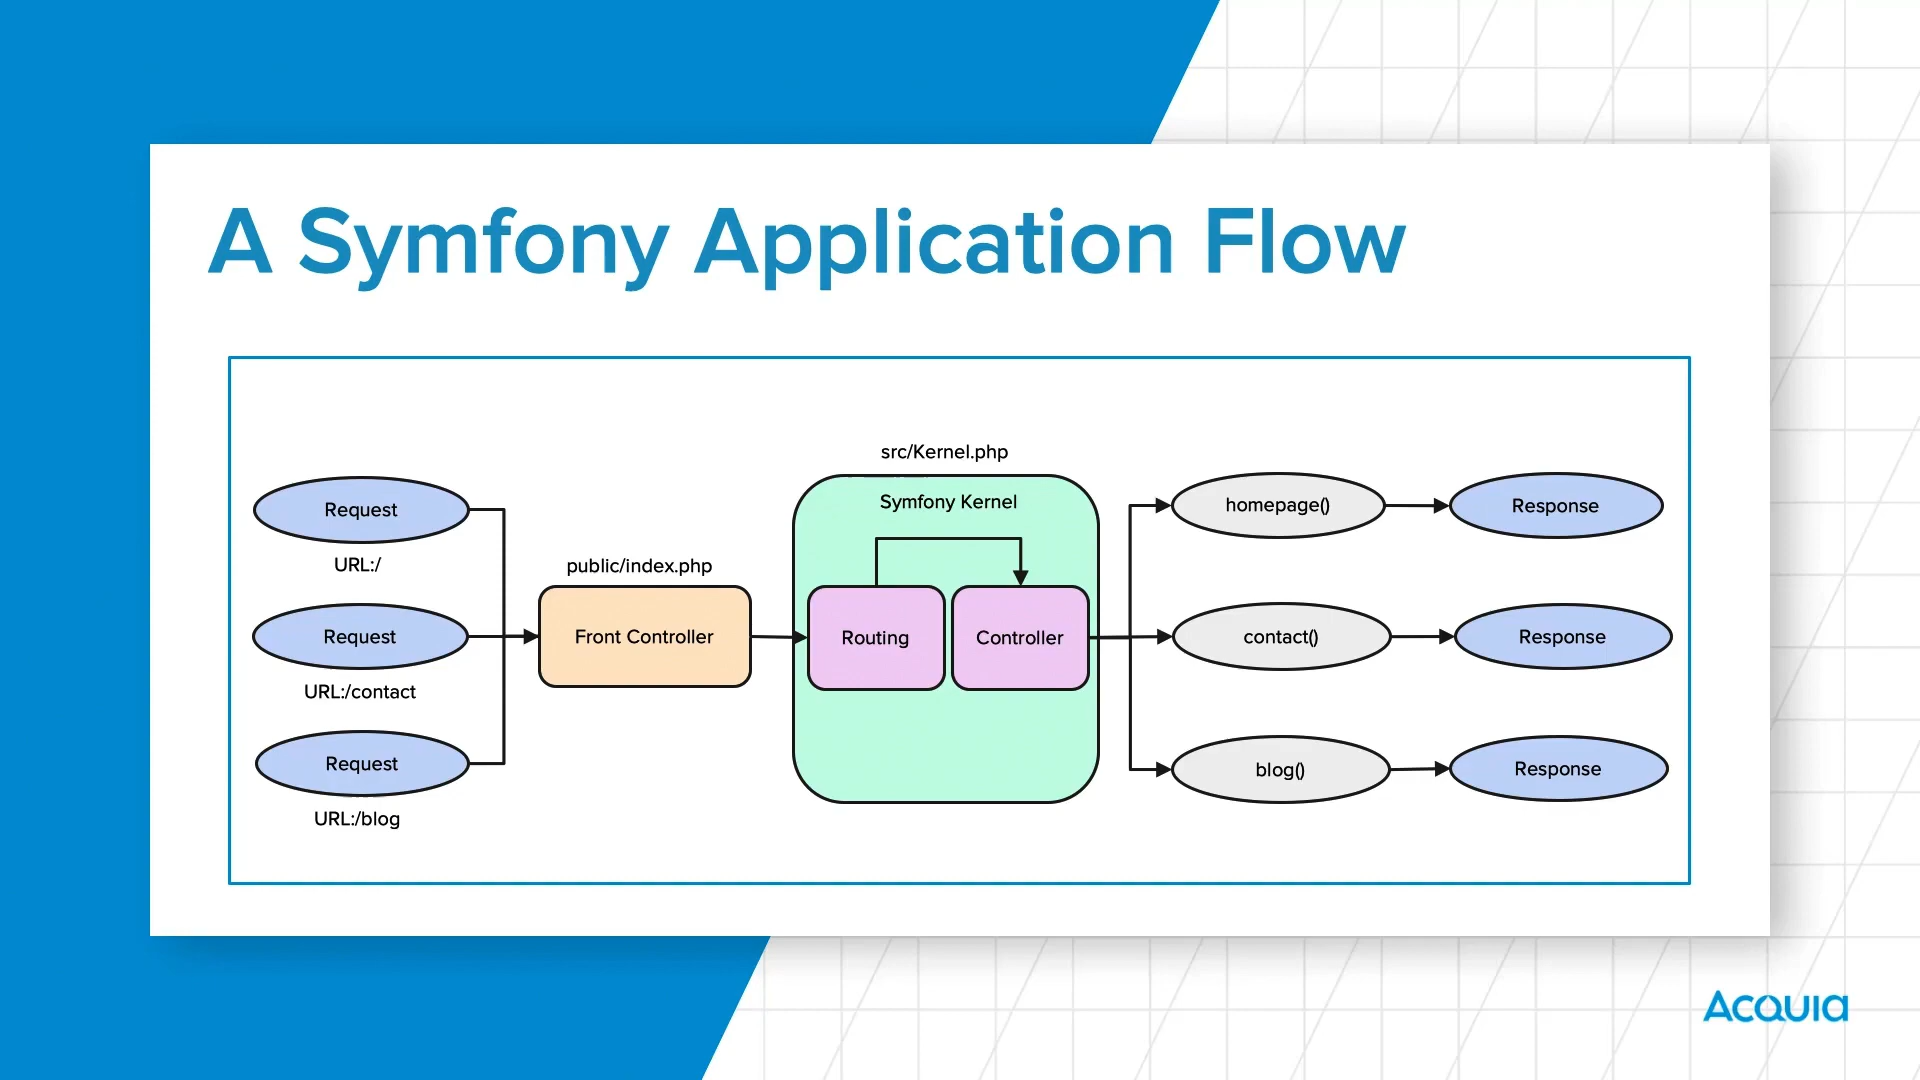 A Symfony Application Flow
src/Kernel.php
Symfony Kernel
Request
URL:/
Request
URL:/contact
Request
URL:/blog
public/index.php
Front Controller
Routing
Controller
homepage()
Response
contact()
Response
blog()
Response
Acquia